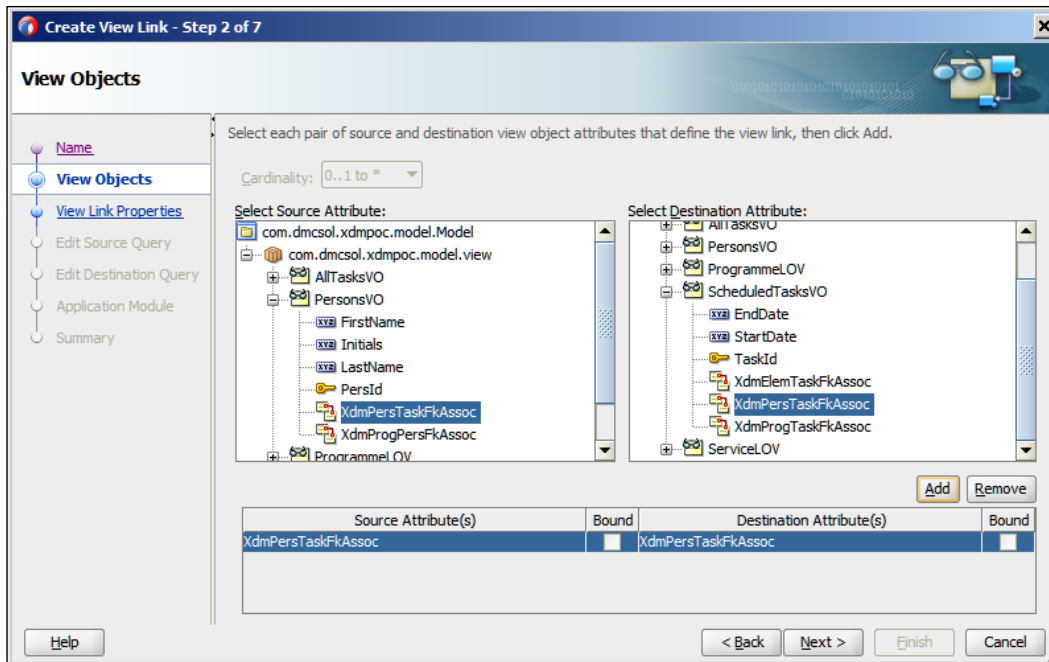 Create View Link - Step 2 of 7
View Objects
Name
View Objects
View Link Properties
Edit Source Query
Edit Destination Query
Application Module
Summary
Select each pair of source and destination view object attributes that define the view link, then click Add.
Cardinality: 0..1 to *
Select Source Attribute:
com.dmcsol.xdmpoc.model.Model
com.dmcsol.xdmpoc.model.view
AllTasksVO
PersonsVO
XYZ FirstName
XYZ Initials
XYZ LastName
PersId
XdmPersTaskFkAssoc
XdmProgPersFkAssoc
ProgrammeLOV
Select Destination Attribute:
AllTasksVO
PersonsVO
ProgrammeLOV
ScheduledTasksVO
XYZ EndDate
XYZ StartDate
TaskId
XdmElemTaskFkAssoc
XdmPersTaskFkAssoc
XdmProgTaskFkAssoc
ServiceLOV
Add Remove
Source Attribute(s) Bound Destination Attribute(s) Bound
XdmPersTaskFkAssoc XdmPersTaskFkAssoc
Help < Back Next > Finish Cancel